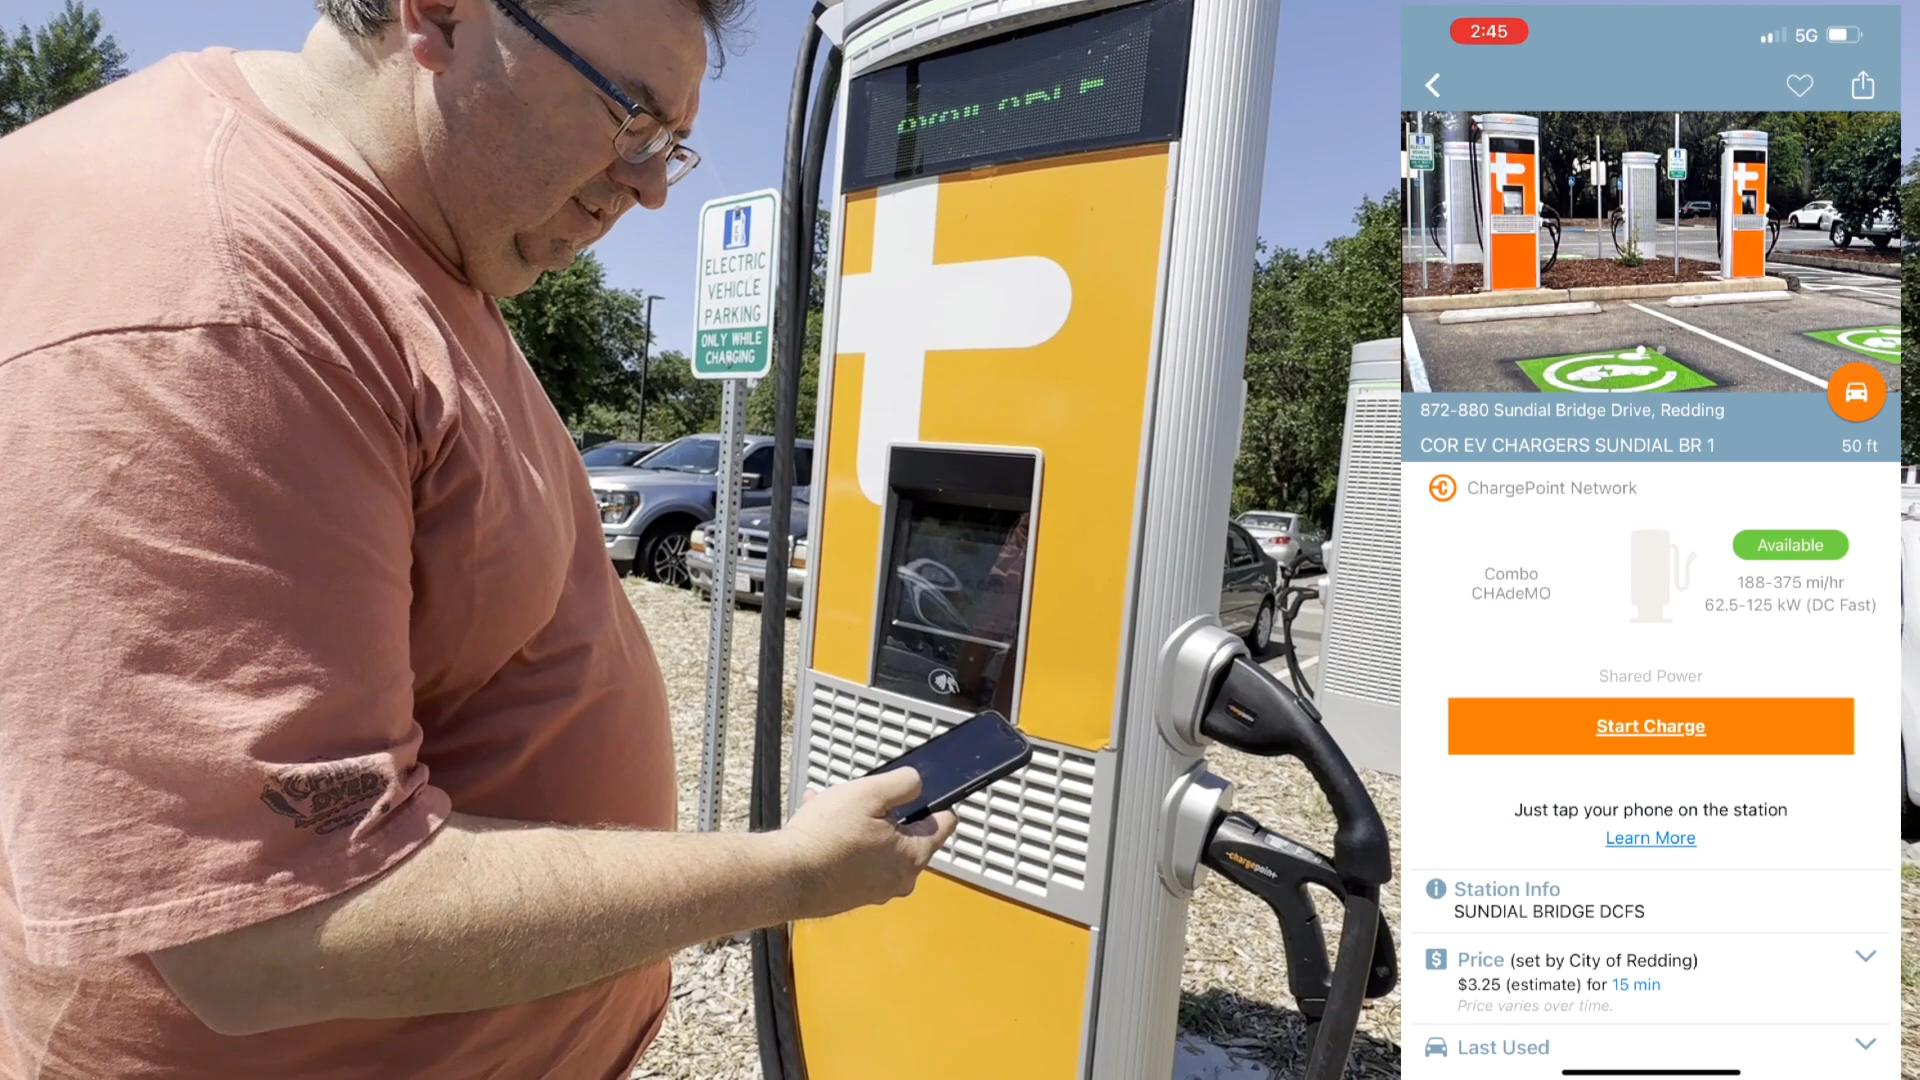 ELECTRIC
VEHICLE
PARKING
ONLY WHILE
CHARGING
-chargepoin+
2:45
5G
872-880 Sundial Bridge Drive, Redding
COR EV CHARGERS SUNDIAL BR 1
50 ft
ChargePoint Network
Combo
CHAdeMO
Available
188-375 mi/hr
62.5-125 kW (DC Fast)
Shared Power
Start Charge
Just tap your phone on the station
Learn More
Station Info
SUNDIAL BRIDGE DCFS
Price (set by City of Redding)
$3.25 (estimate) for 15 min
Price varies over time.
Last Used